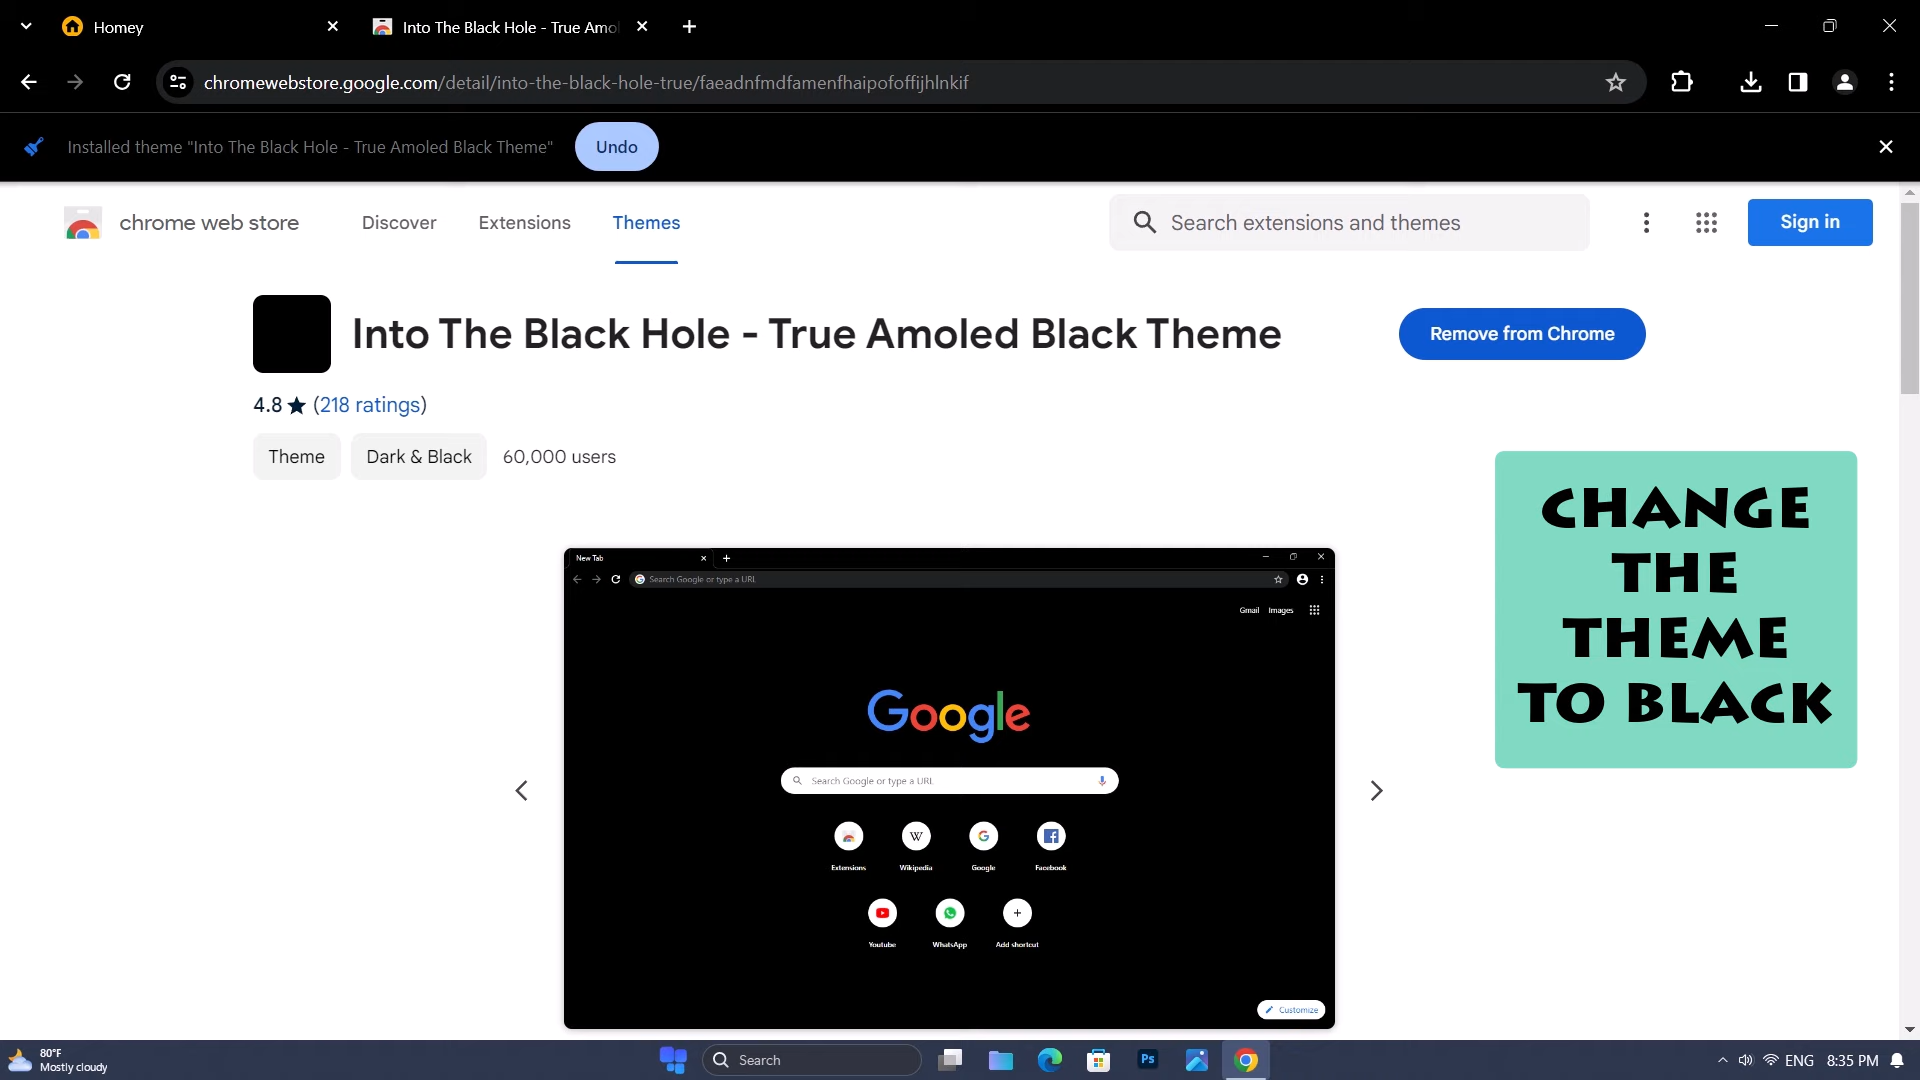 Homey
Into The Black Hole - True Amo
chromewebstore.google.com/detail/into-the-black-hole-true/faeadnfmdfamenfhaipofoffijhlnkif
Installed theme "Into The Black Hole - True Amoled Black Theme"
Undo
chrome web store
Discover
Extensions
Themes
Search extensions and themes
Sign in
Into The Black Hole - True Amoled Black Theme
Remove from Chrome
4.8 ★ (218 ratings)
Theme
Dark & Black
60,000 users
CHANGE
THE
THEME
TO BLACK
New Tab
Search Google or type a URL
Gmail
Images
Google
Search Google or type a URL
W
G
Extensions
Wikipedia
Google
Facebook
Youtube
WhatsApp
Add shortcut
Customize
80°F
Mostly cloudy
Search
Ps
ENG
8:35 PM